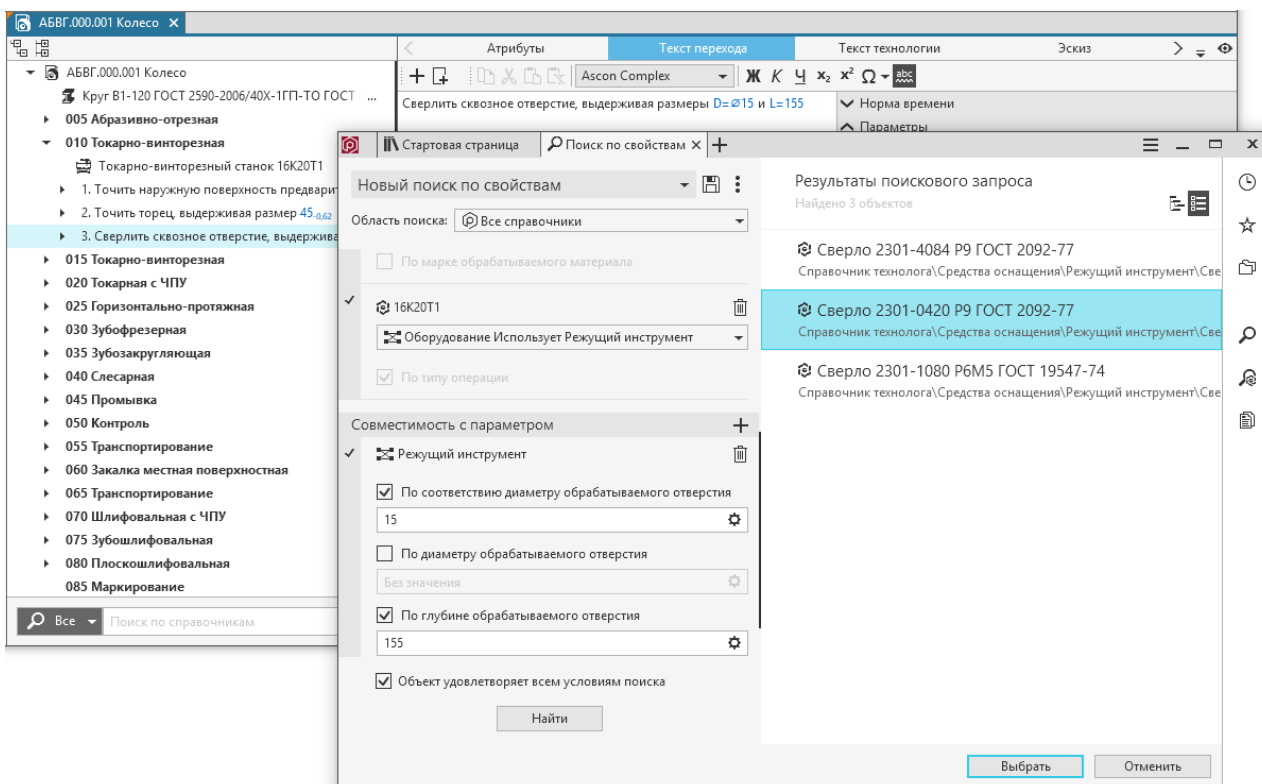 АБВГ.000.001 Колесо
АБВГ.000.001 Колесо
Круг В1-120 ГОСТ 2590-2006/40Х-1ГП-ТО ГОСТ ...
005 Абразивно-отрезная
010 Токарно-винторезная
Токарно-винторезный станок 16К20Т1
1. Точить наружную поверхность предвари
2. Точить торец, выдерживая размер 45-0,62
3. Сверлить сквозное отверстие, выдержива
015 Токарно-винторезная
020 Токарная с ЧПУ
025 Горизонтально-протяжная
030 Зубофрезерная
035 Зубозакругляющая
040 Слесарная
045 Промывка
050 Контроль
055 Транспортирование
060 Закалка местная поверхностная
065 Транспортирование
070 Шлифовальная с ЧПУ
075 Зубошлифовальная
080 Плоскошлифовальная
085 Маркирование
Все Поиск по справочникам
Атрибуты Текст перехода Текст технологии Эскиз
Ascon Complex Ж К Ч x₂ x² Ω abc
Сверлить сквозное отверстие, выдерживая размеры D=⌀15 и L=155
Норма времени
Параметры
Стартовая страница Поиск по свойствам
Новый поиск по свойствам
Область поиска: Все справочники
По марке обрабатываемого материала
16К20Т1
Оборудование Использует Режущий инструмент
По типу операции
Совместимость с параметром
Режущий инструмент
По соответствию диаметру обрабатываемого отверстия
15
По диаметру обрабатываемого отверстия
Без значения
По глубине обрабатываемого отверстия
155
Объект удовлетворяет всем условиям поиска
Найти
Результаты поискового запроса
Найдено 3 объектов
Сверло 2301-4084 Р9 ГОСТ 2092-77
Справочник технолога\Средства оснащения\Режущий инструмент\Све
Сверло 2301-0420 Р9 ГОСТ 2092-77
Справочник технолога\Средства оснащения\Режущий инструмент\Све
Сверло 2301-1080 Р6М5 ГОСТ 19547-74
Справочник технолога\Средства оснащения\Режущий инструмент\Све
Выбрать Отменить